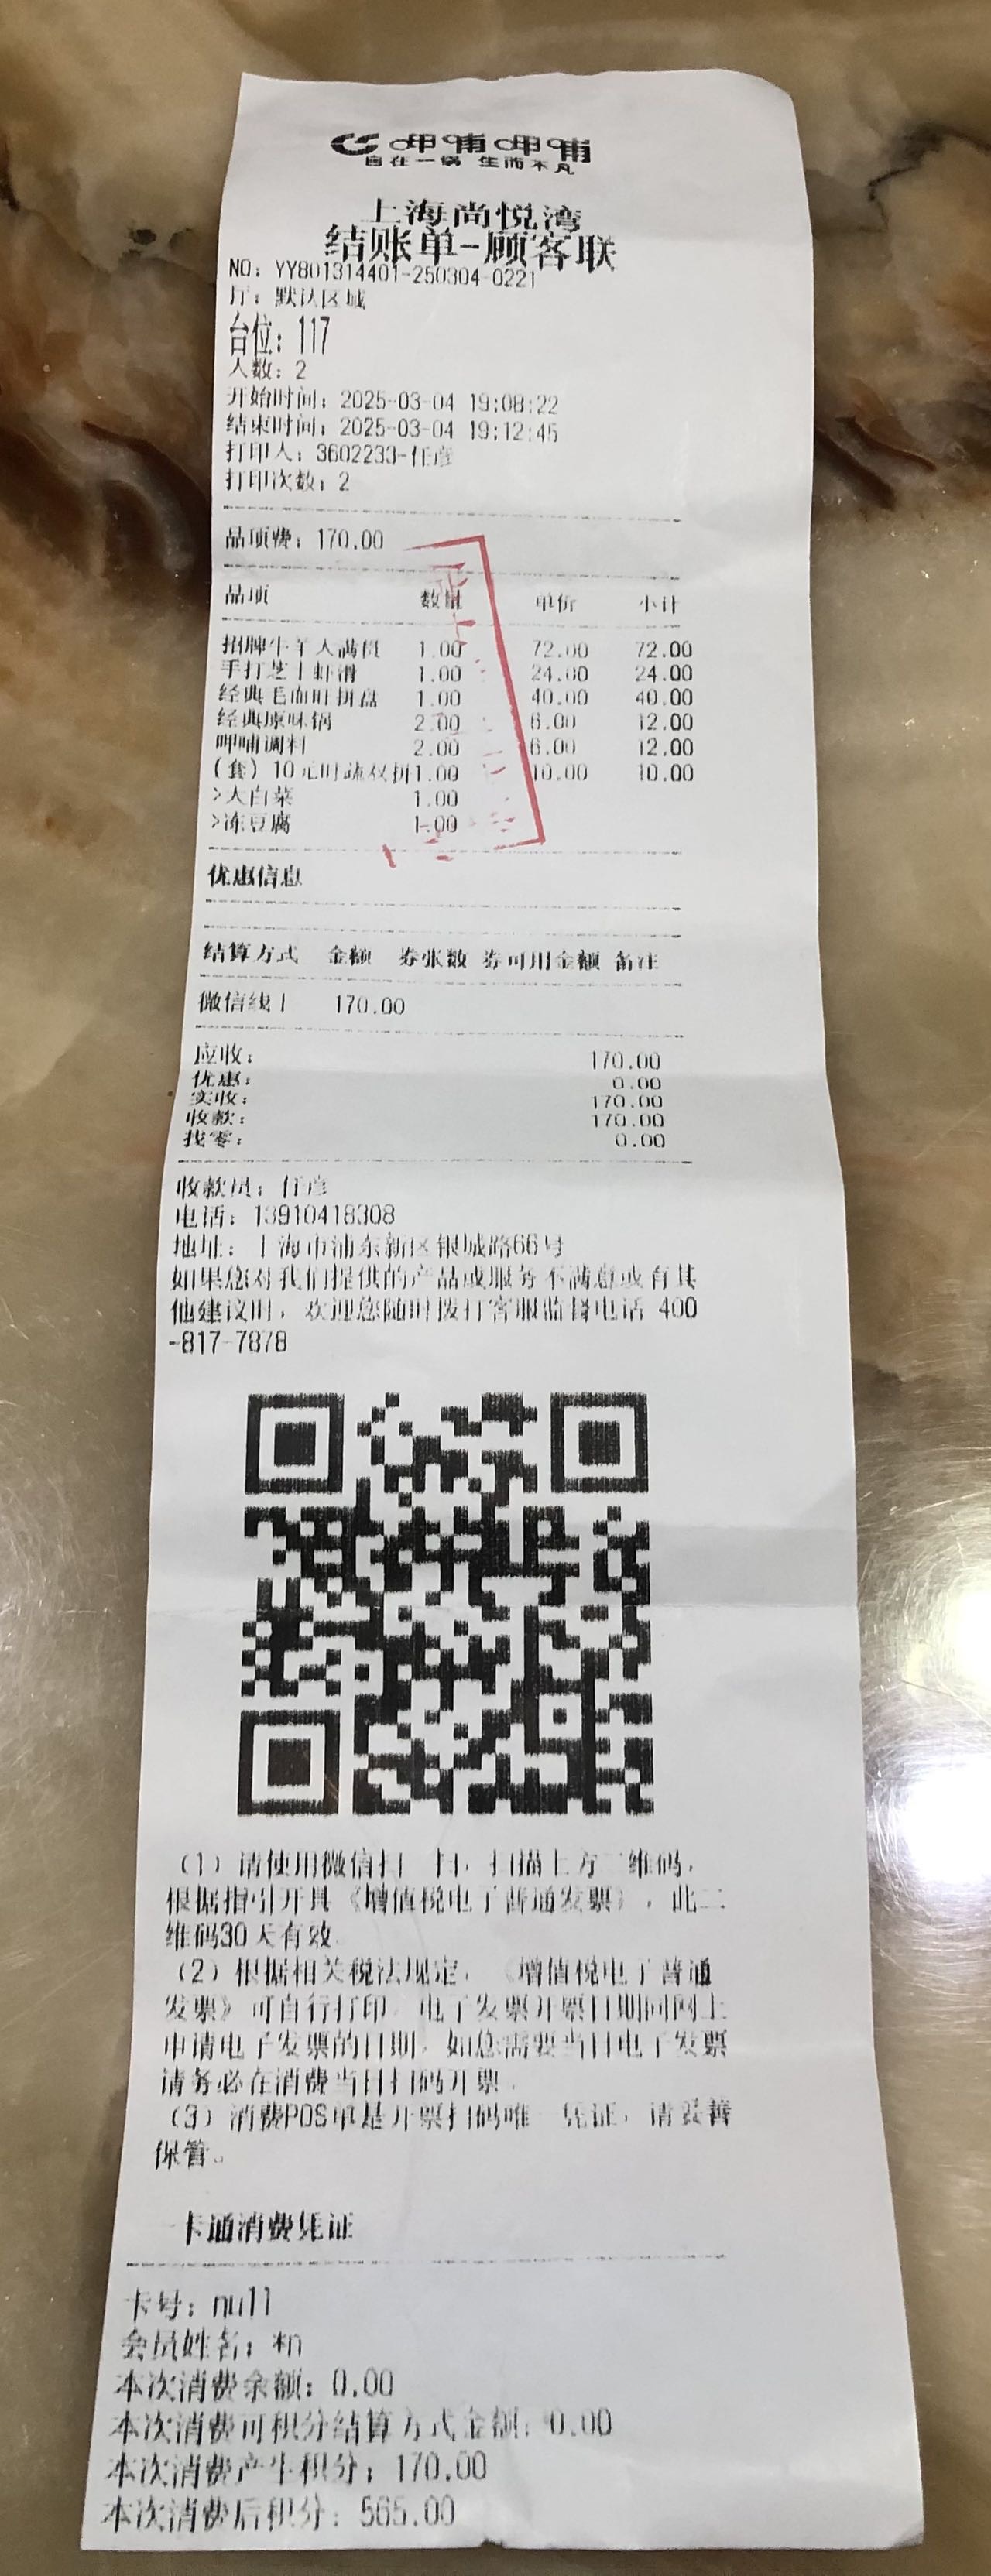 呷哺呷哺
自在一锅 生而不凡
上海尚悦湾
结账单-顾客联
NO: YY801314401-250304-0221
厅: 默认区域
台位: 117
人数: 2
开始时间: 2025-03-04 19:08:22
结束时间: 2025-03-04 19:12:45
打印人: 3602233-任彦
打印次数: 2
品项费: 170.00
品项 数量 单价 小计
招牌牛羊大满贯 1.00 72.00 72.00
手打芝士虾滑 1.00 24.00 24.00
经典毛血旺拼盘 1.00 40.00 40.00
经典原味锅 2.00 6.00 12.00
呷哺调料 2.00 6.00 12.00
(套) 10元时蔬双拼1.00 10.00 10.00
>大白菜 1.00
>冻豆腐 1.00
优惠信息
结算方式 金额 券张数 券可用金额 备注
微信线上 170.00
应收: 170.00
优惠: 0.00
实收: 170.00
收款: 170.00
找零: 0.00
收款员: 任彦
电话: 13910418308
地址: 上海市浦东新区银城路66号
如果您对我们提供的产品或服务不满意或有其
他建议时，欢迎您随时拨打客服监督电话 400
-817-7878
(1) 请使用微信扫一扫，扫描上方二维码，
根据指引开具《增值税电子普通发票》，此二
维码30天有效.
(2) 根据相关税法规定，《增值税电子普通
发票》可自行打印，电子发票开票日期同网上
申请电子发票的日期，如您需要当日电子发票
请务必在消费当日扫码开票.
(3) 消费POS单是开票扫码唯一凭证，请妥善
保管。
一卡通消费凭证
卡号: null
会员姓名: *n
本次消费余额: 0.00
本次消费可积分结算方式金额: 0.00
本次消费产生积分: 170.00
本次消费后积分: 565.00